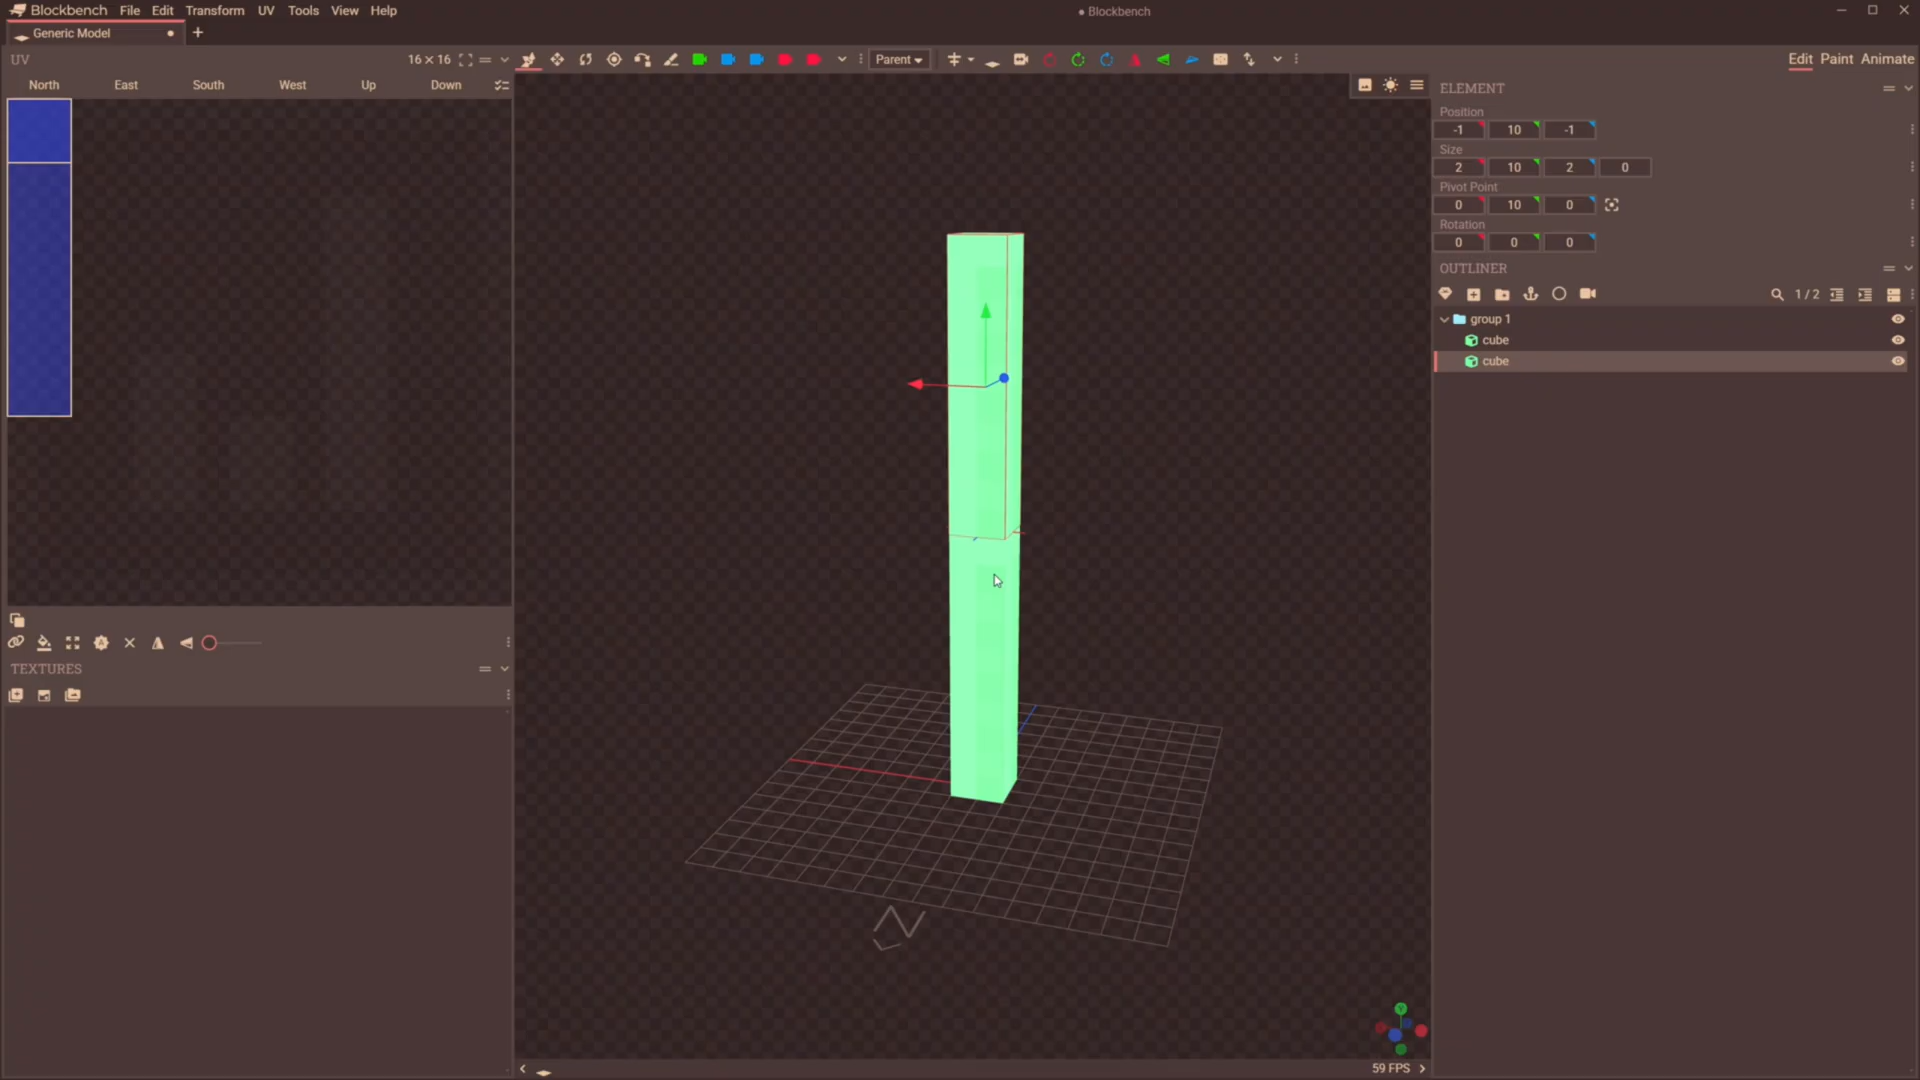 Blockbench File Edit Transform UV Tools View Help
• Blockbench
Generic Model
UV 16 × 16
North East South West Up Down
Parent
Edit Paint Animate
ELEMENT
Position
-1 10 -1
Size
2 10 2 0
Pivot Point
0 10 0
Rotation
0 0 0
OUTLINER
1 / 2
group 1
cube
cube
TEXTURES
N
59 FPS